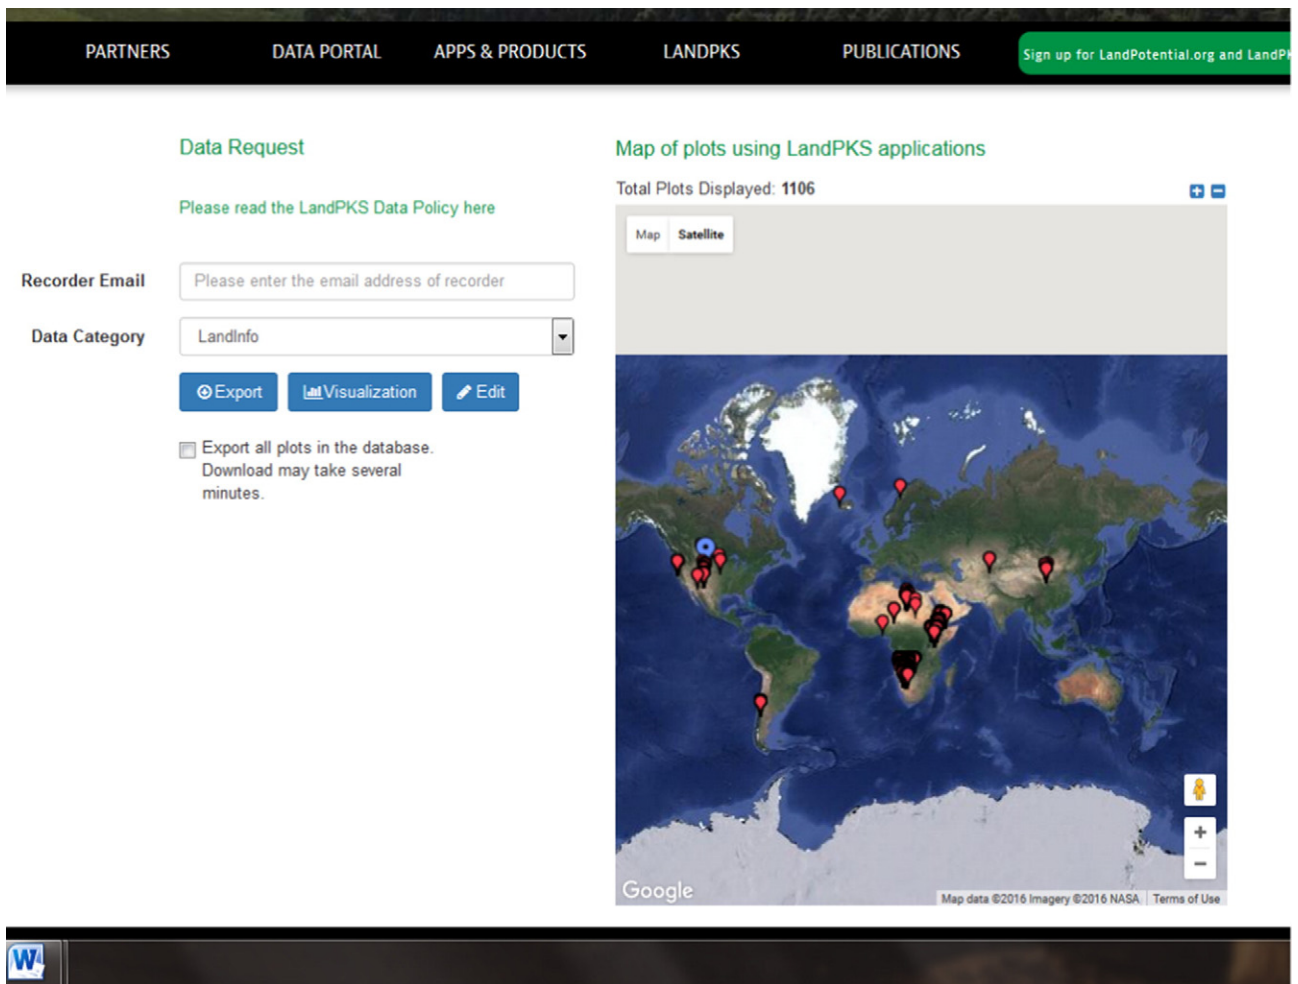 PARTNERS DATA PORTAL APPS & PRODUCTS LANDPKS PUBLICATIONS Sign up for LandPotential.org and LandPK
Data Request
Please read the LandPKS Data Policy here
Recorder Email Please enter the email address of recorder
Data Category LandInfo
Export Visualization Edit
Export all plots in the database.
Download may take several
minutes.
Map of plots using LandPKS applications
Total Plots Displayed: 1106
Map Satellite
Google
Map data ©2016 Imagery ©2016 NASA Terms of Use
W